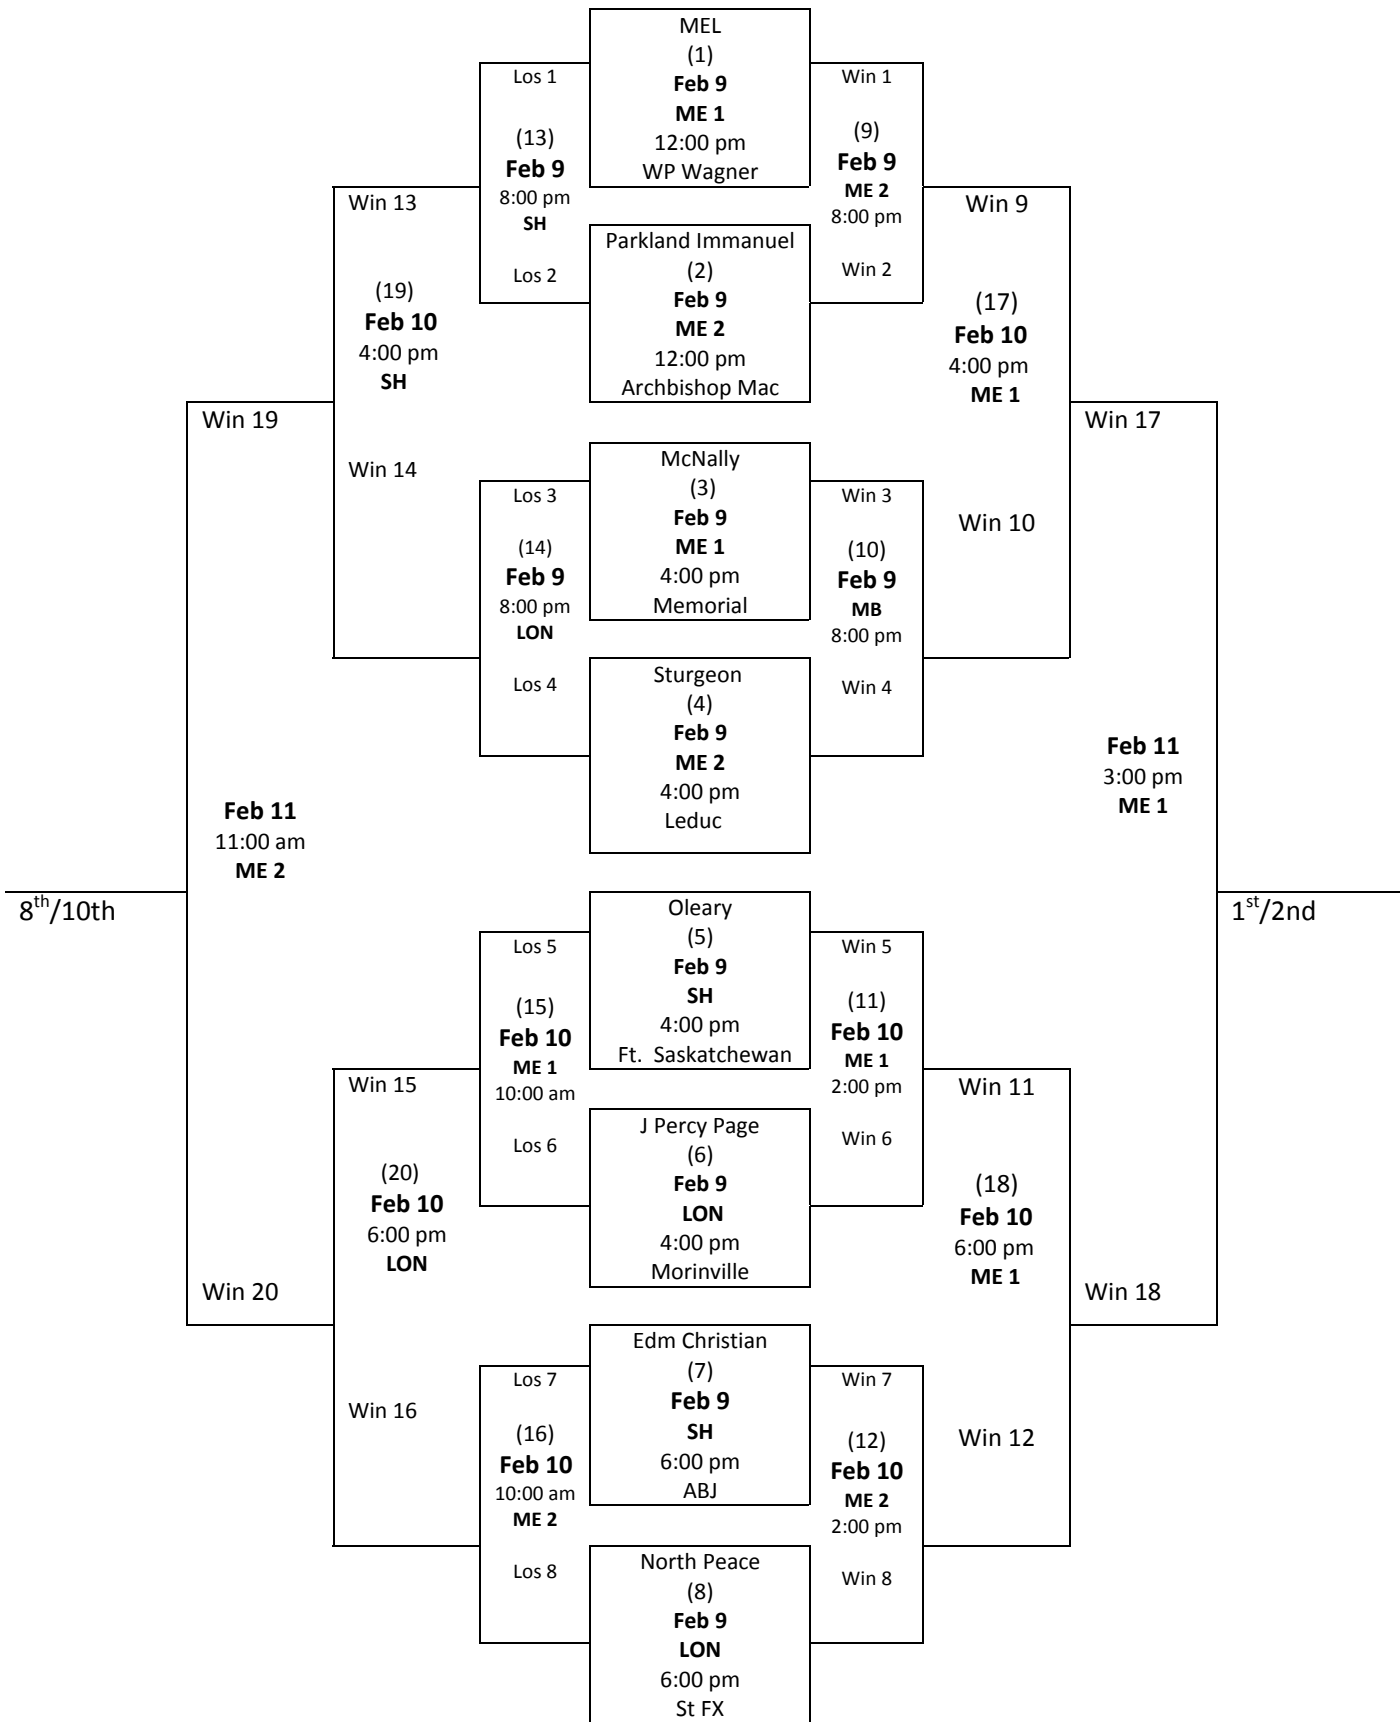 MEL
(1)
Feb 9
ME 1
12:00 pm
WP Wagner
Los 1
(13)
Feb 9
8:00 pm
SH
Los 2
Win 1
(9)
Feb 9
ME 2
8:00 pm
Win 2
Win 13
(19)
Feb 10
4:00 pm
SH
Win 14
Parkland Immanuel
(2)
Feb 9
ME 2
12:00 pm
Archbishop Mac
Win 9
(17)
Feb 10
4:00 pm
ME 1
Win 10
Win 19
Feb 11
11:00 am
ME 2
Win 20
8th/10th
Los 3
(14)
Feb 9
8:00 pm
LON
Los 4
McNally
(3)
Feb 9
ME 1
4:00 pm
Memorial
Win 3
(10)
Feb 9
MB
8:00 pm
Win 4
Sturgeon
(4)
Feb 9
ME 2
4:00 pm
Leduc
Win 17
Feb 11
3:00 pm
ME 1
Win 18
1st/2nd
Los 5
(15)
Feb 10
ME 1
10:00 am
Los 6
Oleary
(5)
Feb 9
SH
4:00 pm
Ft. Saskatchewan
Win 5
(11)
Feb 10
ME 1
2:00 pm
Win 6
Win 15
(20)
Feb 10
6:00 pm
LON
Win 16
J Percy Page
(6)
Feb 9
LON
4:00 pm
Morinville
Win 11
(18)
Feb 10
6:00 pm
ME 1
Win 12
Los 7
(16)
Feb 10
10:00 am
ME 2
Los 8
Edm Christian
(7)
Feb 9
SH
6:00 pm
ABJ
Win 7
(12)
Feb 10
ME 2
2:00 pm
Win 8
North Peace
(8)
Feb 9
LON
6:00 pm
St FX